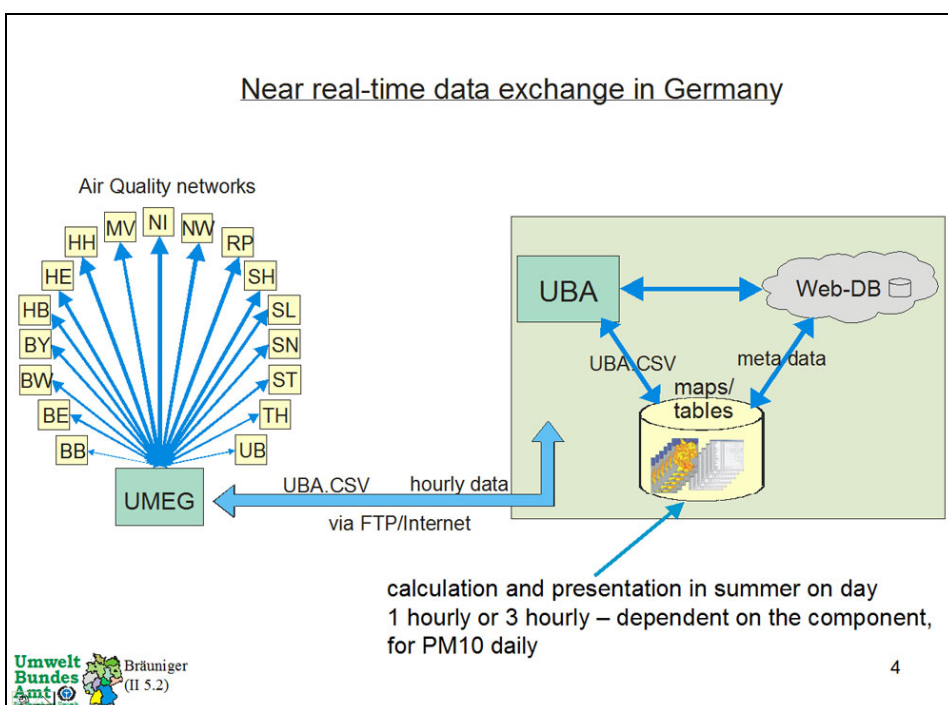 Near real-time data exchange in Germany
Air Quality networks
BB
BE
BW
BY
HB
HE
HH
MV
NI
NW
RP
SH
SL
SN
ST
TH
UB
UMEG
UBA.CSV hourly data
via FTP/Internet
UBA
Web-DB
UBA.CSV
meta data
maps/
tables
calculation and presentation in summer on day
1 hourly or 3 hourly – dependent on the component,
for PM10 daily
Umwelt
Bundes
Amt
Bräuniger
(II 5.2)
4